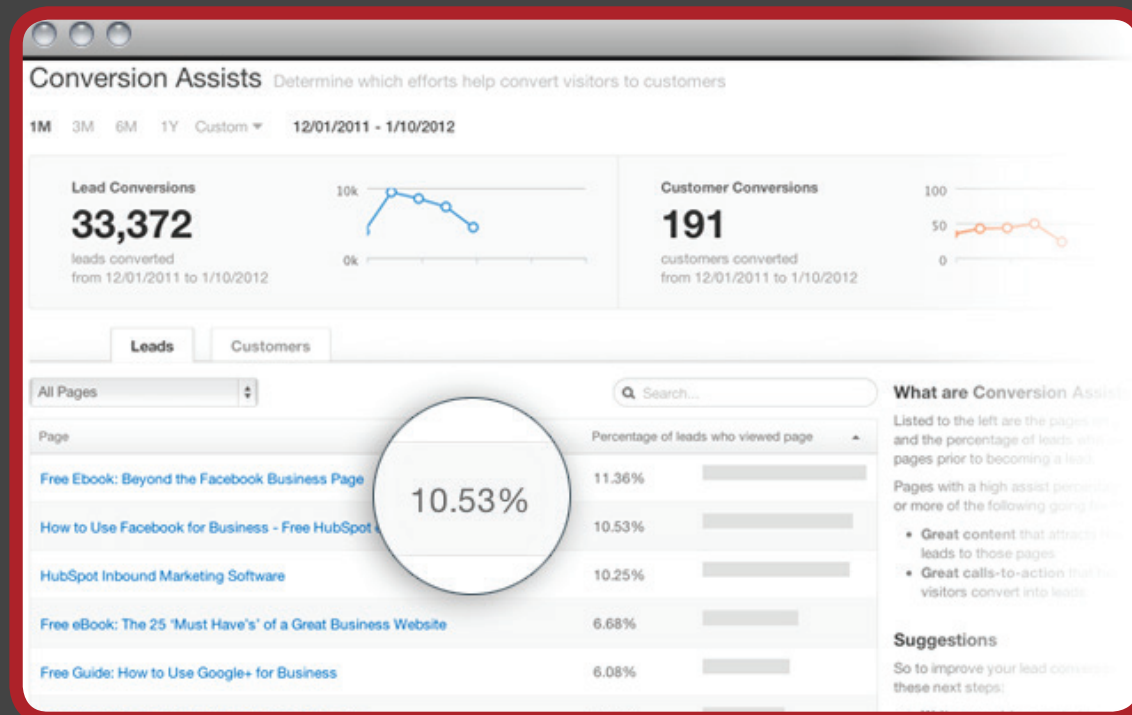 Conversion Assists Determine which efforts help convert visitors to customers
1M 3M 6M 1Y Custom 12/01/2011 - 1/10/2012
Lead Conversions
33,372
leads converted
from 12/01/2011 to 1/10/2012
10k
0k
Customer Conversions
191
customers converted
from 12/01/2011 to 1/10/2012
100
50
0
Leads Customers
All Pages
Search...
Page Percentage of leads who viewed page
Free Ebook: Beyond the Facebook Business Page 11.36%
10.53%
How to Use Facebook for Business - Free HubSpot 10.53%
HubSpot Inbound Marketing Software 10.25%
Free eBook: The 25 'Must Have's' of a Great Business Website 6.68%
Free Guide: How to Use Google+ for Business 6.08%
What are Conversion Assists
Listed to the left are the pages
and the percentage of leads who
pages prior to becoming a lead.
Pages with a high assist percentage
or more of the following going
• Great content that attracts
leads to those pages
• Great calls-to-action that
visitors convert into leads
Suggestions
So to improve your lead
these next steps: